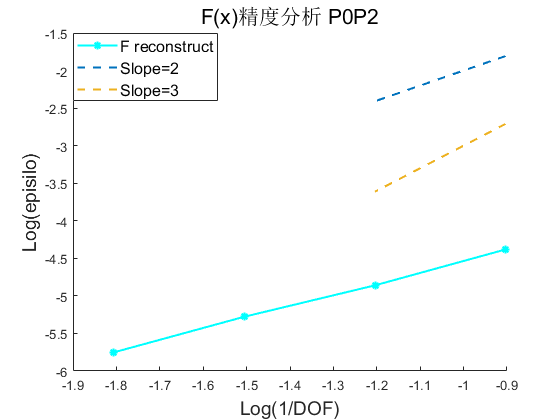 F(x)精度分析 P0P2
F reconstruct
Slope=2
Slope=3
-1.5
-2
-2.5
-3
-3.5
-4
-4.5
-5
-5.5
-6
Log(episilo)
-1.9 -1.8 -1.7 -1.6 -1.5 -1.4 -1.3 -1.2 -1.1 -1 -0.9
Log(1/DOF)